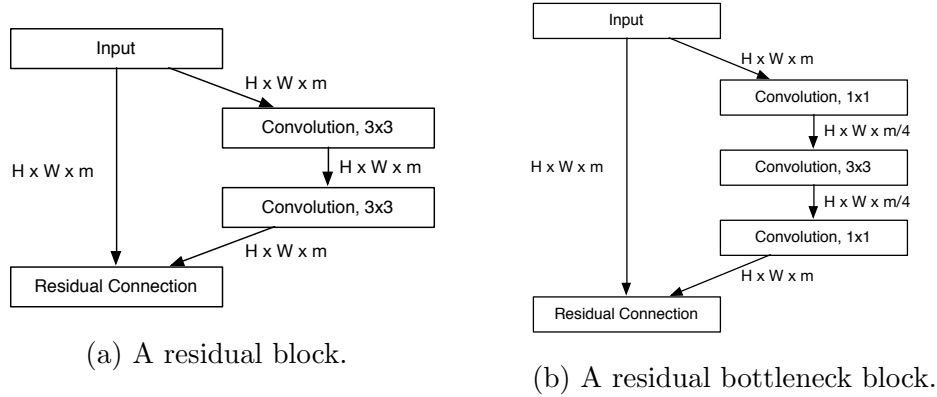 Input
H x W x m
Convolution, 3x3
H x W x m
H x W x m
Convolution, 3x3
H x W x m
Residual Connection
(a) A residual block.
Input
H x W x m
Convolution, 1x1
H x W x m/4
H x W x m
Convolution, 3x3
H x W x m/4
Convolution, 1x1
H x W x m
Residual Connection
(b) A residual bottleneck block.